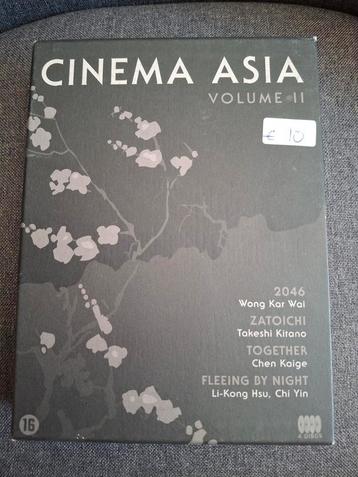 CINEMA ASIA
VOLUME II
€ 10
2046
Wong Kar Wai
ZATOICHI
Takeshi Kitano
TOGETHER
Chen Kaige
FLEEING BY NIGHT
Li-Kong Hsu, Chi Yin
16
4 DISCS